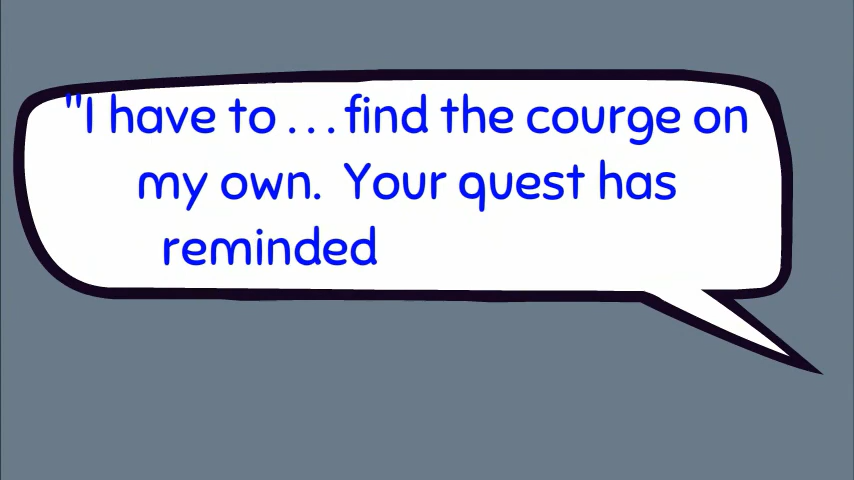 "I have to . . . find the courge on
my own.  Your quest has
reminded